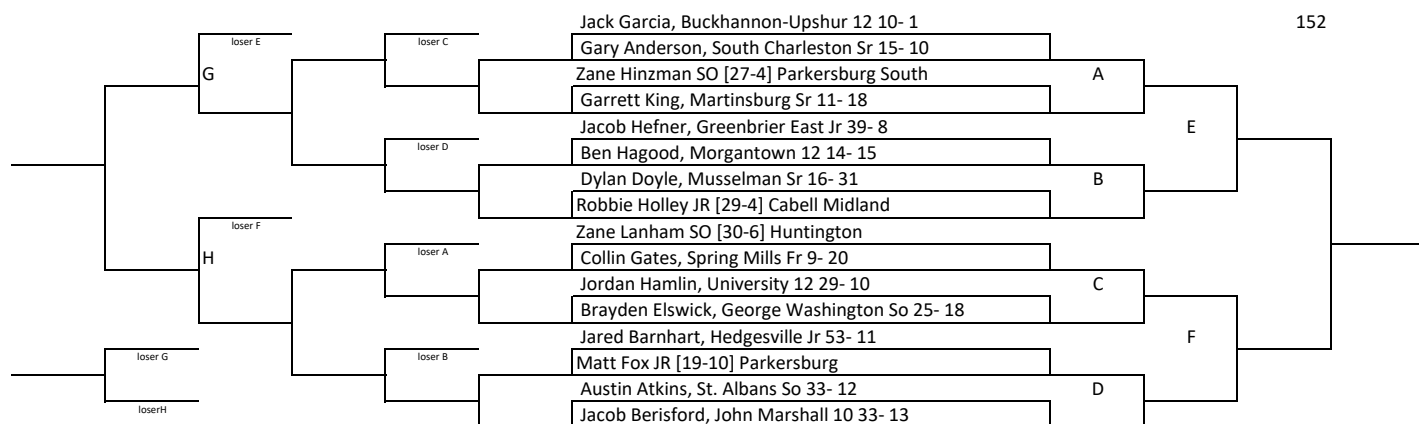 Jack Garcia, Buckhannon-Upshur 12 10- 1 152
loser E loser C Gary Anderson, South Charleston Sr 15- 10
G Zane Hinzman SO [27-4] Parkersburg South A
Garrett King, Martinsburg Sr 11- 18
Jacob Hefner, Greenbrier East Jr 39- 8 E
loser D Ben Hagood, Morgantown 12 14- 15
Dylan Doyle, Musselman Sr 16- 31 B
Robbie Holley JR [29-4] Cabell Midland
loser F Zane Lanham SO [30-6] Huntington
H loser A Collin Gates, Spring Mills Fr 9- 20
Jordan Hamlin, University 12 29- 10 C
Brayden Elswick, George Washington So 25- 18
Jared Barnhart, Hedgesville Jr 53- 11 F
loser G loser B Matt Fox JR [19-10] Parkersburg
Austin Atkins, St. Albans So 33- 12 D
loserH Jacob Berisford, John Marshall 10 33- 13